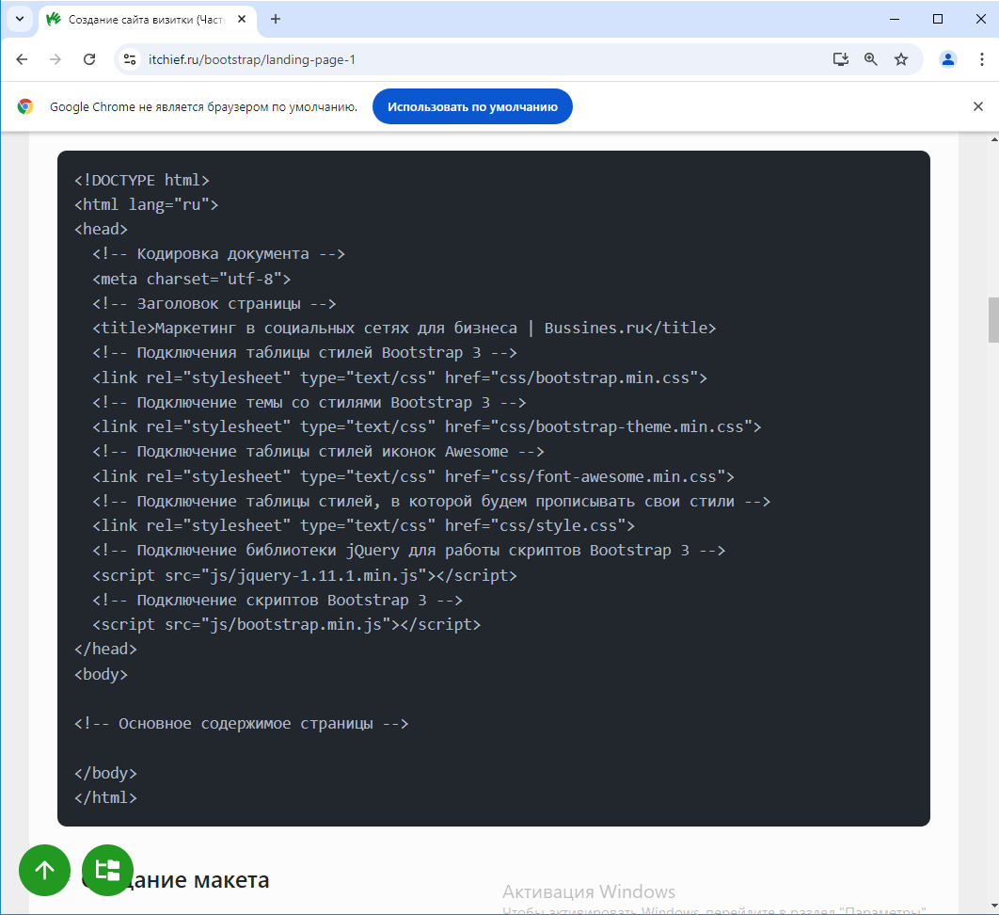 Создание сайта визитки (Част
itchief.ru/bootstrap/landing-page-1
Google Chrome не является браузером по умолчанию.
Использовать по умолчанию
<!DOCTYPE html>
<html lang="ru">
<head>
  <!-- Кодировка документа -->
  <meta charset="utf-8">
  <!-- Заголовок страницы -->
  <title>Маркетинг в социальных сетях для бизнеса | Bussines.ru</title>
  <!-- Подключения таблицы стилей Bootstrap 3 -->
  <link rel="stylesheet" type="text/css" href="css/bootstrap.min.css">
  <!-- Подключение темы со стилями Bootstrap 3 -->
  <link rel="stylesheet" type="text/css" href="css/bootstrap-theme.min.css">
  <!-- Подключение таблицы стилей иконок Awesome -->
  <link rel="stylesheet" type="text/css" href="css/font-awesome.min.css">
  <!-- Подключение таблицы стилей, в которой будем прописывать свои стили -->
  <link rel="stylesheet" type="text/css" href="css/style.css">
  <!-- Подключение библиотеки jQuery для работы скриптов Bootstrap 3 -->
  <script src="js/jquery-1.11.1.min.js"></script>
  <!-- Подключение скриптов Bootstrap 3 -->
  <script src="js/bootstrap.min.js"></script>
</head>
<body>
<!-- Основное содержимое страницы -->
</body>
</html>
макета
Активация Windows
Чтобы активировать Windows, перейдите в раздел "Параметры".